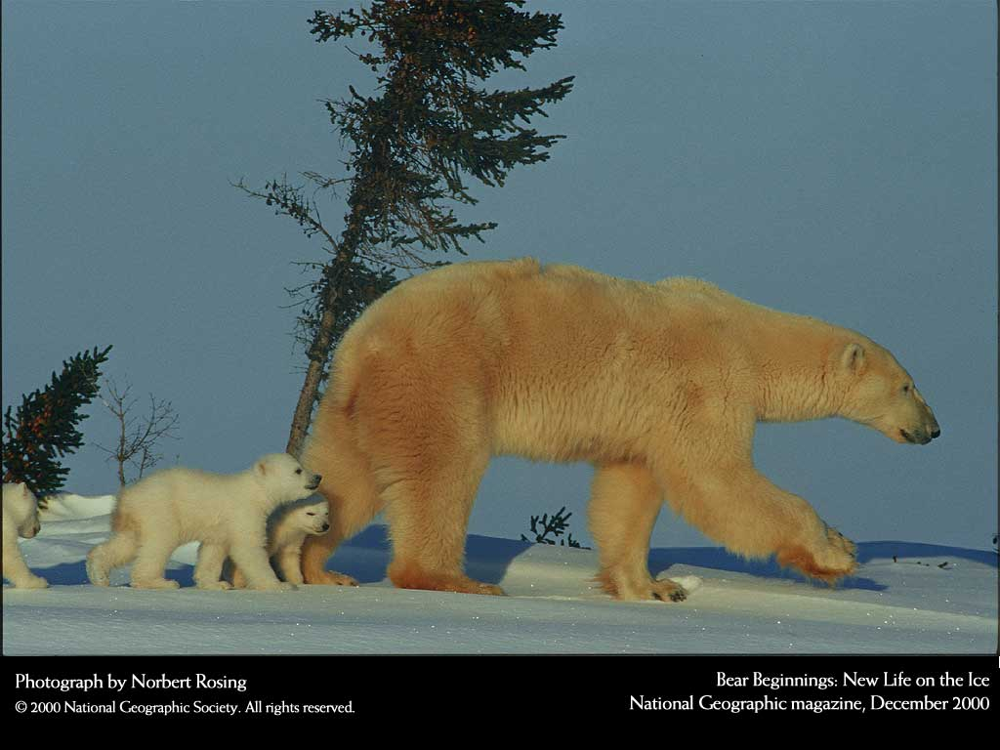 Photograph by Norbert Rosing
© 2000 National Geographic Society. All rights reserved.
Bear Beginnings: New Life on the Ice
National Geographic magazine, December 2000